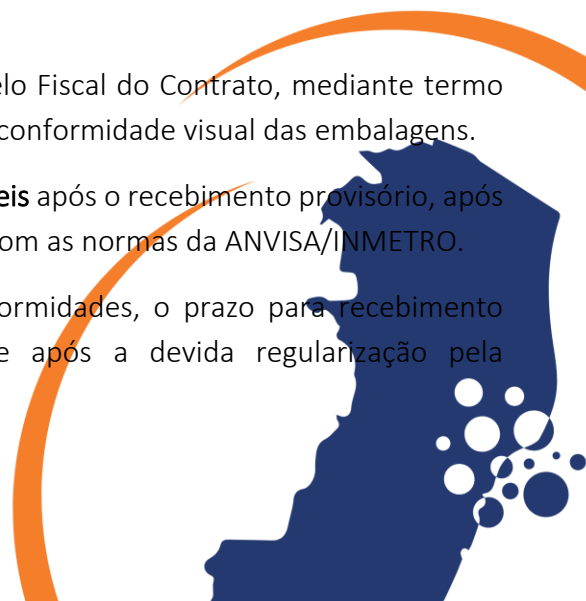 elo Fiscal do Contrato, mediante termo
conformidade visual das embalagens.
eis após o recebimento provisório, após
om as normas da ANVISA/INMETRO.
ormidades, o prazo para recebimento
e após a devida regularização pela